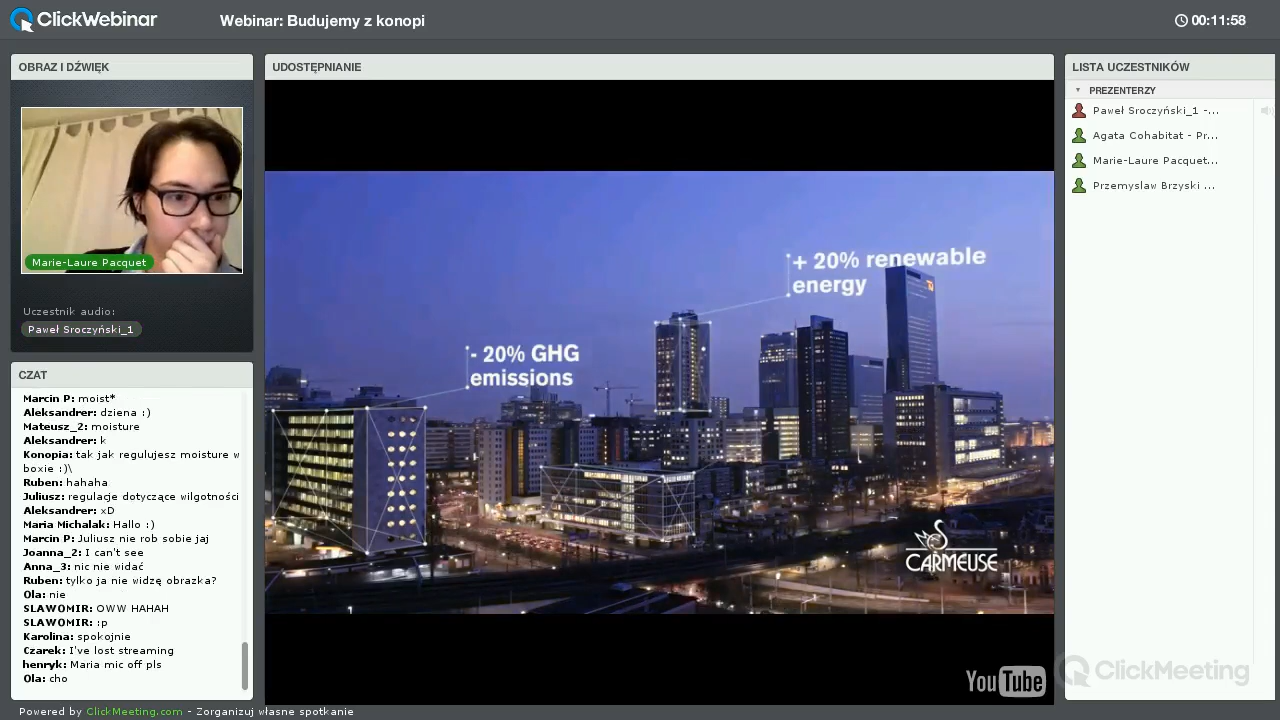 ClickWebinar
Webinar: Budujemy z konopi
00:11:58
OBRAZ I DŹWIĘK
Marie-Laure Pacquet
Uczestnik audio:
Paweł Sroczyński_1
CZAT
Marcin P: moist*
Aleksandrer: dziena :)
Mateusz_2: moisture
Aleksandrer: k
Konopia: tak jak regulujesz moisture w
boxie :)\
Ruben: hahaha
Juliusz: regulacje dotyczące wilgotności
Aleksandrer: xD
Maria Michalak: Hallo :)
Marcin P: Juliusz nie rob sobie jaj
Joanna_2: I can't see
Anna_3: nic nie widać
Ruben: tylko ja nie widzę obrazka?
Ola: nie
SLAWOMIR: OWW HAHAH
SLAWOMIR: :p
Karolina: spokojnie
Czarek: I've lost streaming
henryk: Maria mic off pls
Ola: cho
UDOSTĘPNIANIE
+ 20% renewable
energy
- 20% GHG
emissions
CARMEUSE
YouTube
LISTA UCZESTNIKÓW
PREZENTERZY
Paweł Sroczyński_1 -...
Agata Cohabitat - Pr...
Marie-Laure Pacquet...
Przemyslaw Brzyski ...
ClickMeeting
Powered by ClickMeeting.com - Zorganizuj własne spotkanie